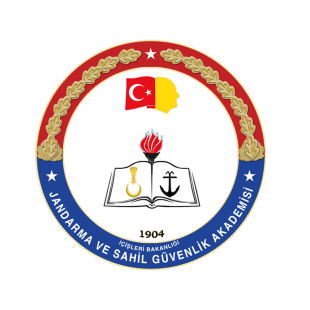 1904
İÇİŞLERİ BAKANLIĞI
JANDARMA VE SAHİL GÜVENLİK AKADEMİSİ